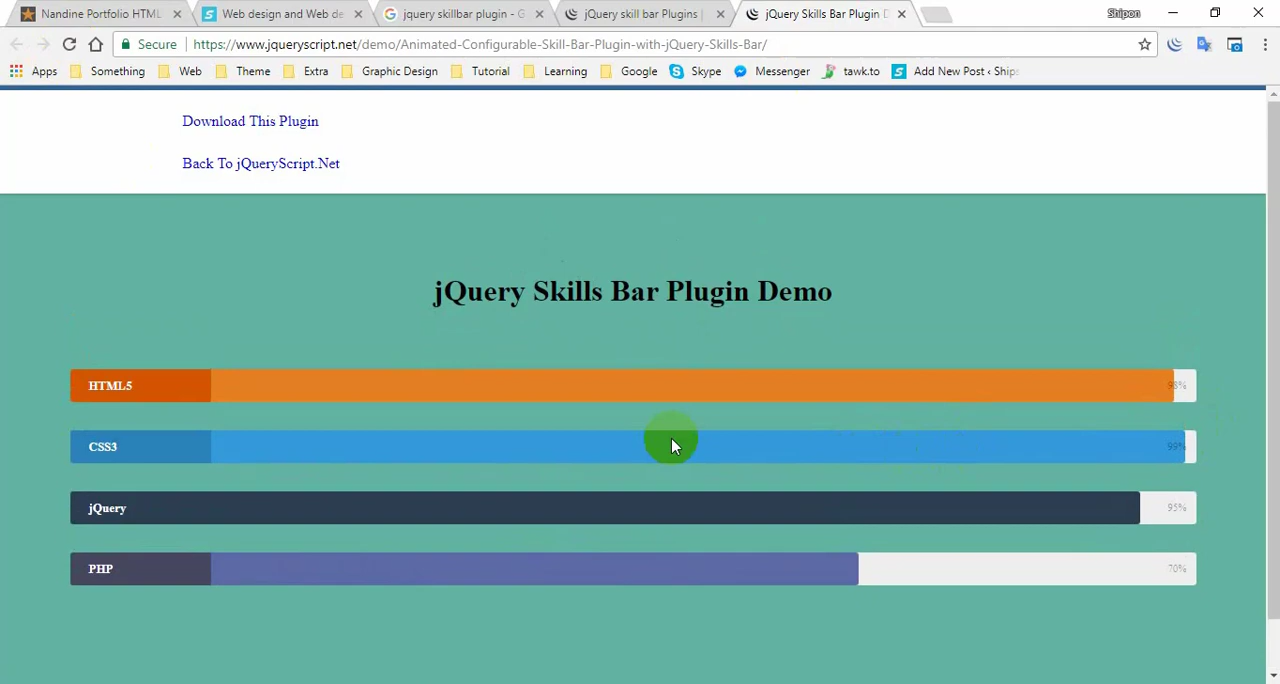 Nandine Portfolio HTML
Web design and Web de
jquery skillbar plugin - G
jQuery skill bar Plugins |
jQuery Skills Bar Plugin D
Shipon
Secure
https://www.jqueryscript.net/demo/Animated-Configurable-Skill-Bar-Plugin-with-jQuery-Skills-Bar/
Apps
Something
Web
Theme
Extra
Graphic Design
Tutorial
Learning
Google
Skype
Messenger
tawk.to
Add New Post ‹ Ship
Download This Plugin
Back To jQueryScript.Net
jQuery Skills Bar Plugin Demo
HTML5
98%
CSS3
99%
jQuery
95%
PHP
70%